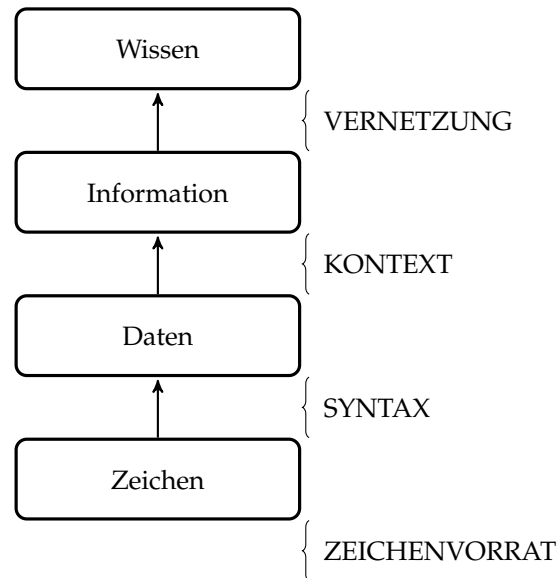 Wissen
VERNETZUNG
Information
KONTEXT
Daten
SYNTAX
Zeichen
ZEICHENVORRAT